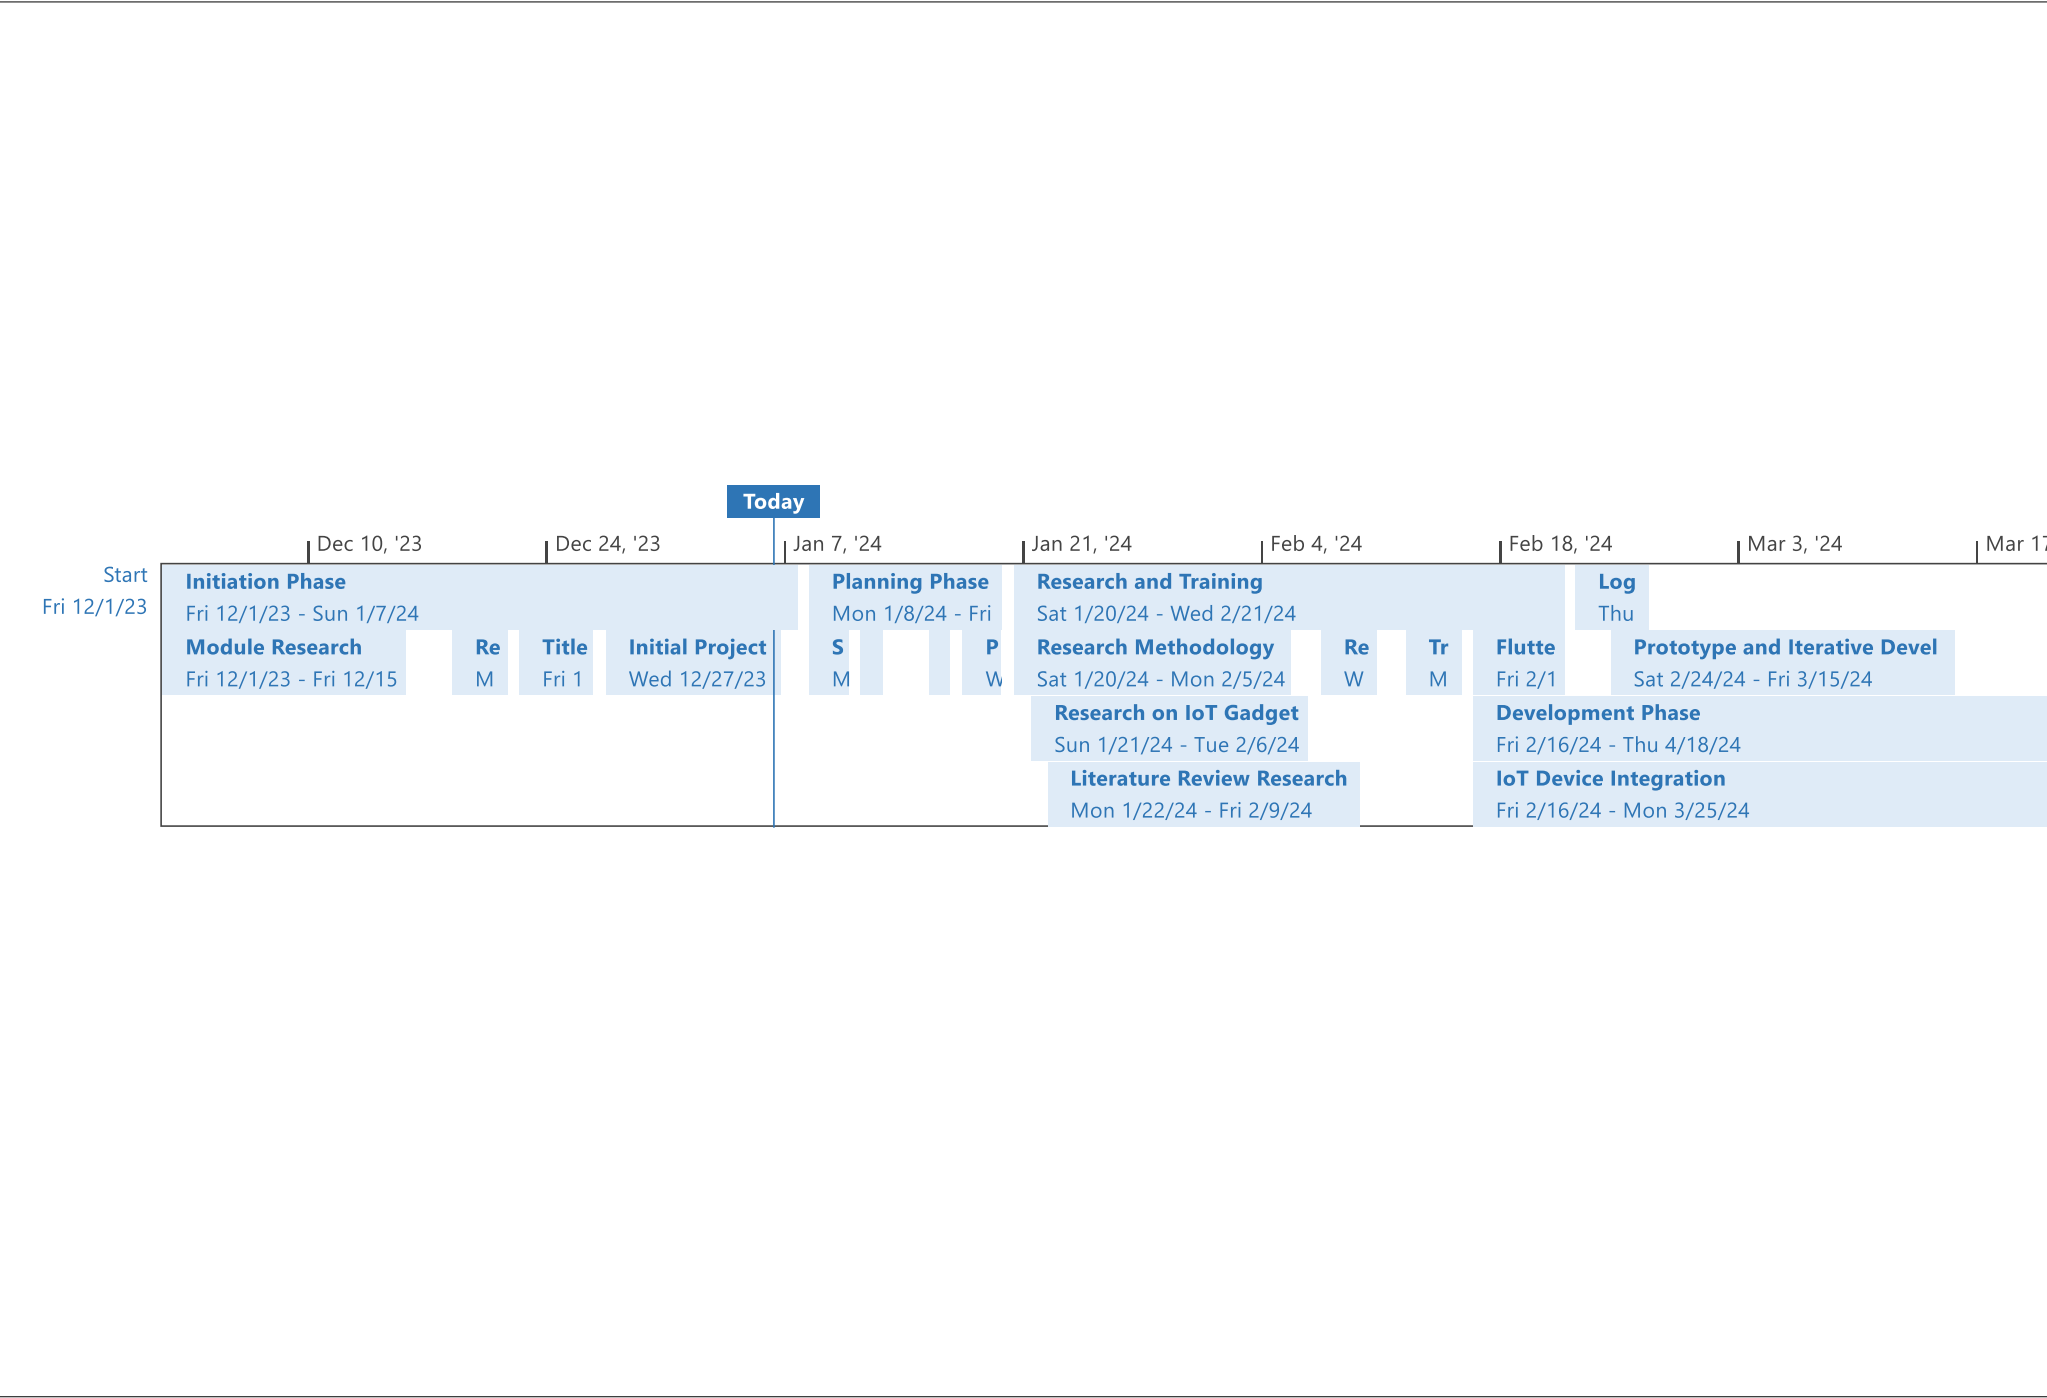 Today
Dec 10, '23
Dec 24, '23
Jan 7, '24
Jan 21, '24
Feb 4, '24
Feb 18, '24
Mar 3, '24
Mar 17
Start
Fri 12/1/23
Initiation Phase
Fri 12/1/23 - Sun 1/7/24
Planning Phase
Mon 1/8/24 - Fri
Research and Training
Sat 1/20/24 - Wed 2/21/24
Log
Thu
Module Research
Fri 12/1/23 - Fri 12/15
Re
M
Title
Fri 1
Initial Project
Wed 12/27/23
S
M
P
W
Research Methodology
Sat 1/20/24 - Mon 2/5/24
Re
W
Tr
M
Flutte
Fri 2/1
Prototype and Iterative Devel
Sat 2/24/24 - Fri 3/15/24
Research on IoT Gadget
Sun 1/21/24 - Tue 2/6/24
Development Phase
Fri 2/16/24 - Thu 4/18/24
Literature Review Research
Mon 1/22/24 - Fri 2/9/24
IoT Device Integration
Fri 2/16/24 - Mon 3/25/24